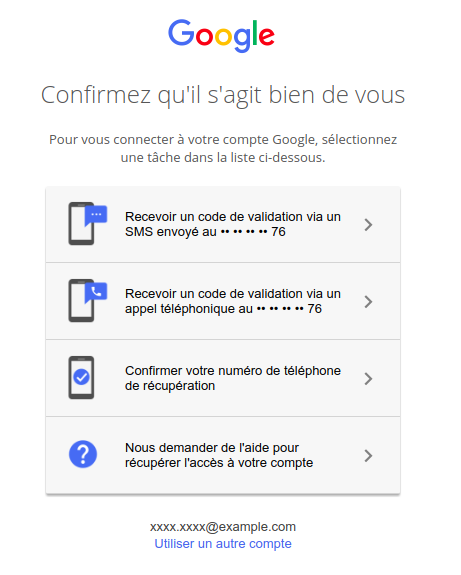 Google
Confirmez qu'il s'agit bien de vous
Pour vous connecter à votre compte Google, sélectionnez
une tâche dans la liste ci-dessous.
Recevoir un code de validation via un
SMS envoyé au •• •• •• •• 76
Recevoir un code de validation via un
appel téléphonique au •• •• •• •• 76
Confirmer votre numéro de téléphone
de récupération
Nous demander de l'aide pour
récupérer l'accès à votre compte
xxxx.xxxx@example.com
Utiliser un autre compte